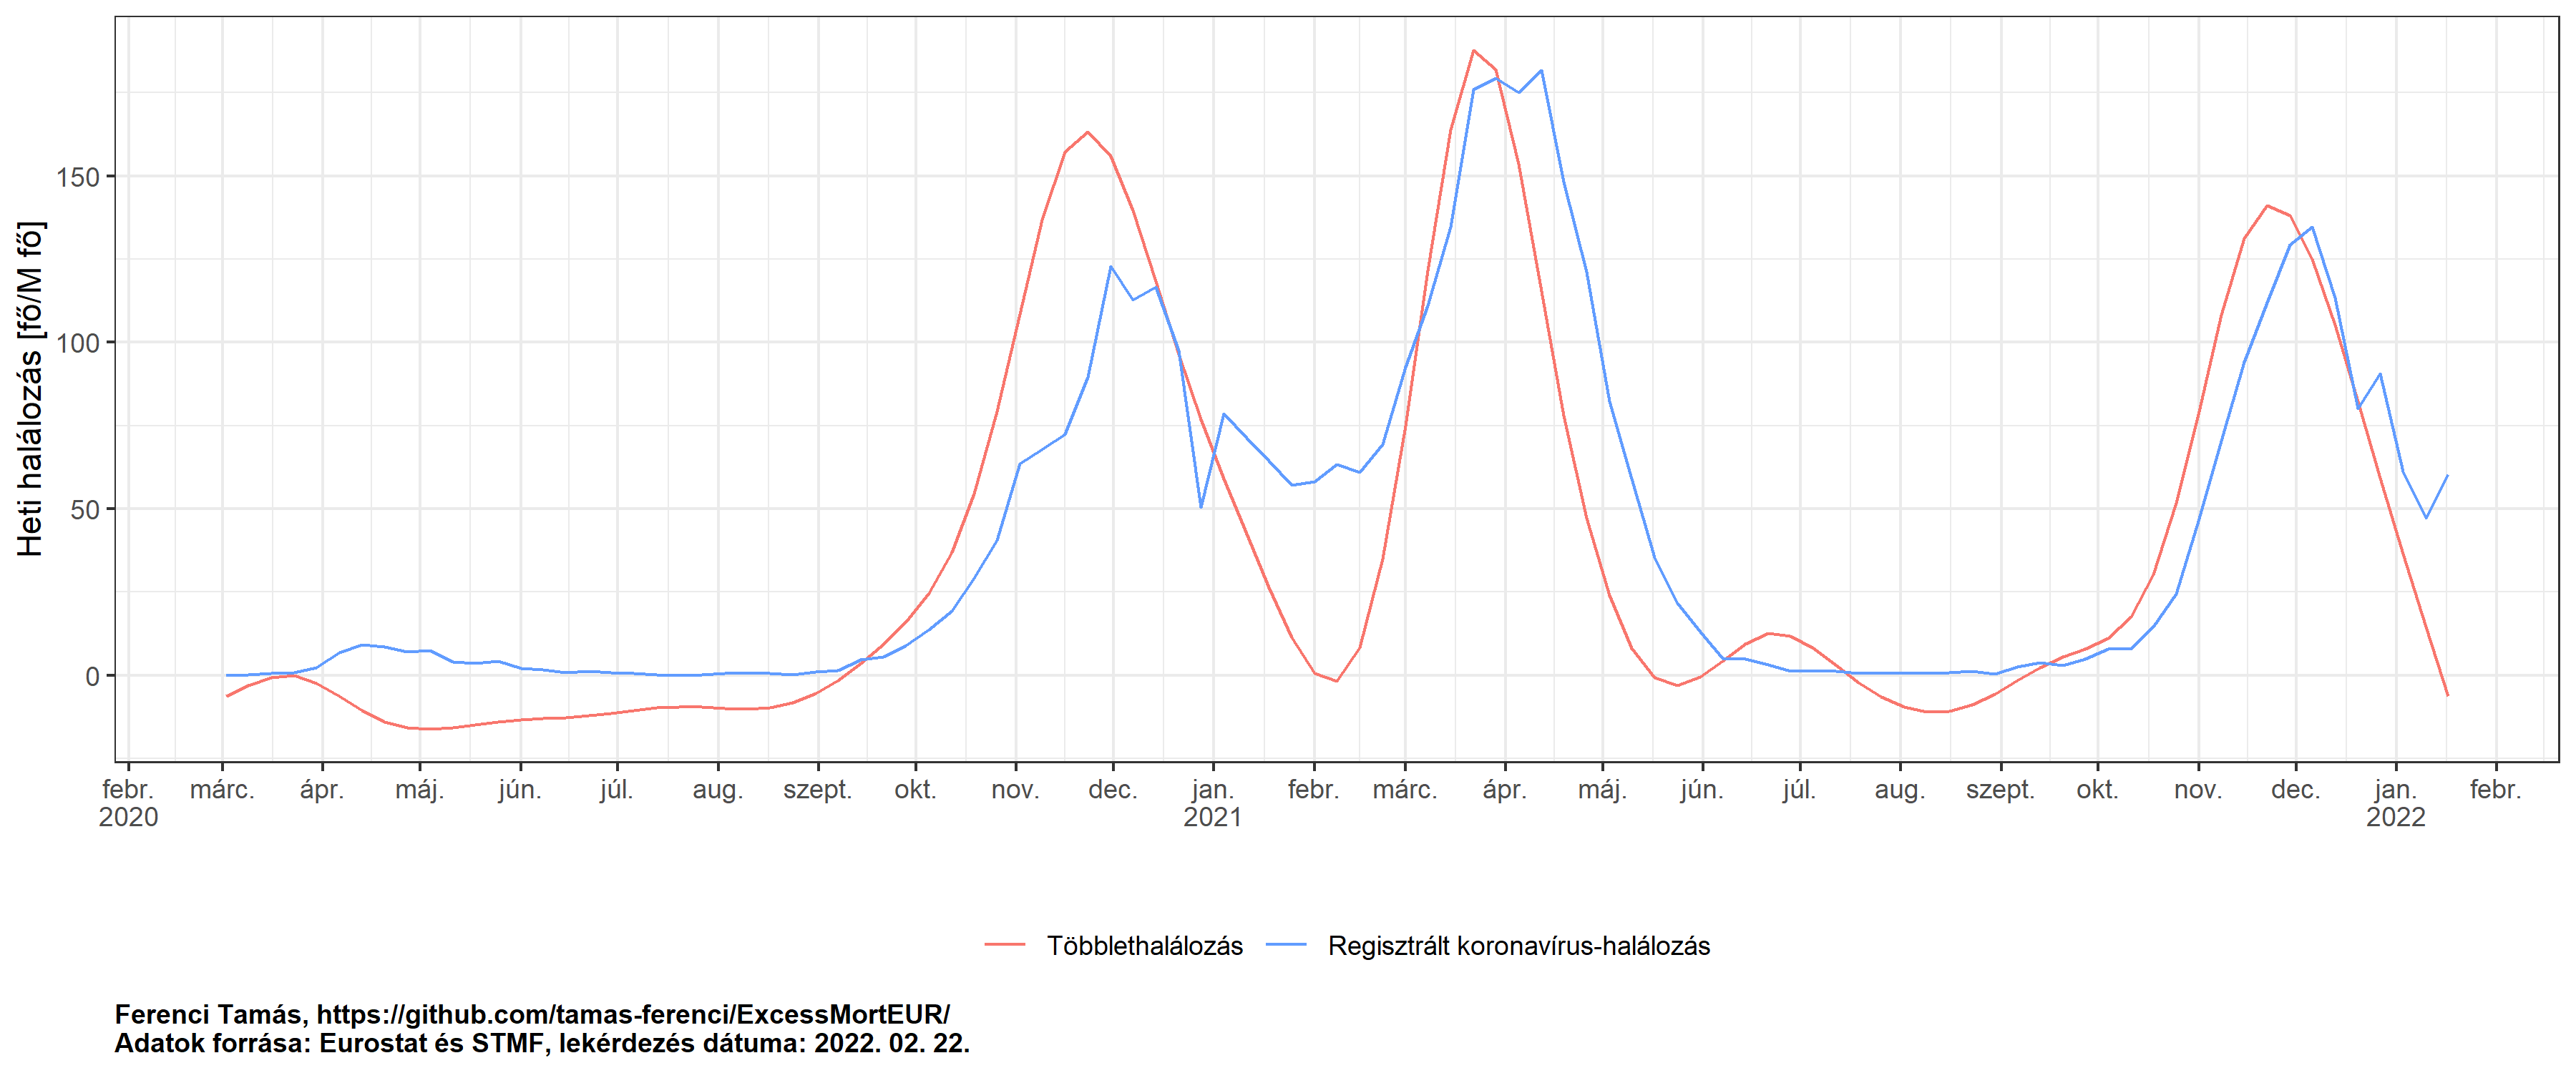 Heti halálozás [fő/M fő]
150
100
50
0
febr. márc. ápr. máj. jún. júl. aug. szept. okt. nov. dec. jan. febr. márc. ápr. máj. jún. júl. aug. szept. okt. nov. dec. jan. febr.
2020 2021 2022
Többlethalálozás Regisztrált koronavírus-halálozás
Ferenci Tamás, https://github.com/tamas-ferenci/ExcessMortEUR/
Adatok forrása: Eurostat és STMF, lekérdezés dátuma: 2022. 02. 22.